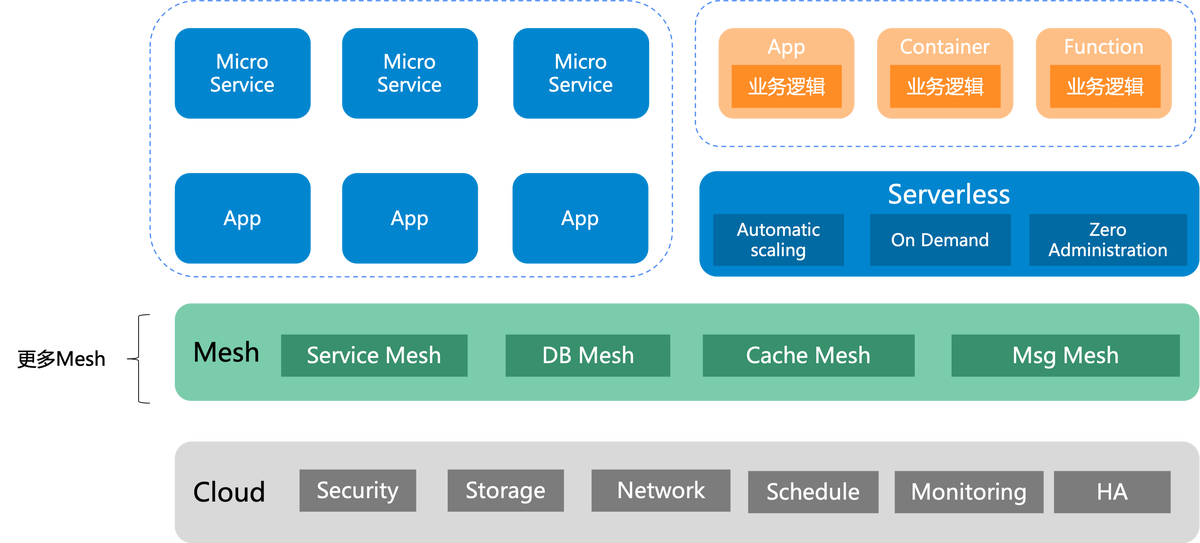 Micro
Service
Micro
Service
Micro
Service
App
App
App
App
业务逻辑
Container
业务逻辑
Function
业务逻辑
Serverless
Automatic
scaling
On Demand
Zero
Administration
更多Mesh
Mesh
Service Mesh
DB Mesh
Cache Mesh
Msg Mesh
Cloud
Security
Storage
Network
Schedule
Monitoring
HA